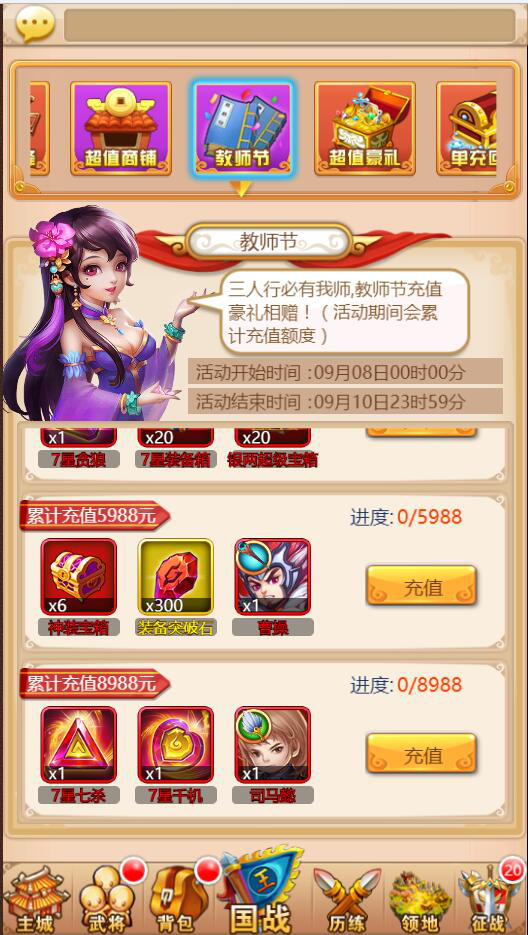 超值商铺
教师节
超值豪礼
教师节
三人行必有我师,教师节充值
豪礼相赠！（活动期间会累
计充值额度）
活动开始时间 :09月08日00时00分
活动结束时间 :09月10日23时59分
x1
x20
x20
7星贪狼
7星装备箱
银两超级宝箱
累计充值5988元
进度: 0/5988
x6
x300
x1
充值
神装宝箱
装备突破石
曹操
累计充值8988元
进度: 0/8988
x1
x1
x1
充值
7星七杀
7星千机
司马懿
王
20
主城
武将
背包
国战
历练
领地
征战